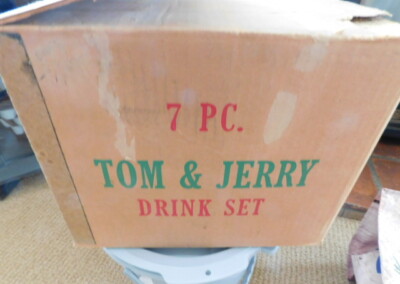 7 PC.
TOM & JERRY
DRINK SET